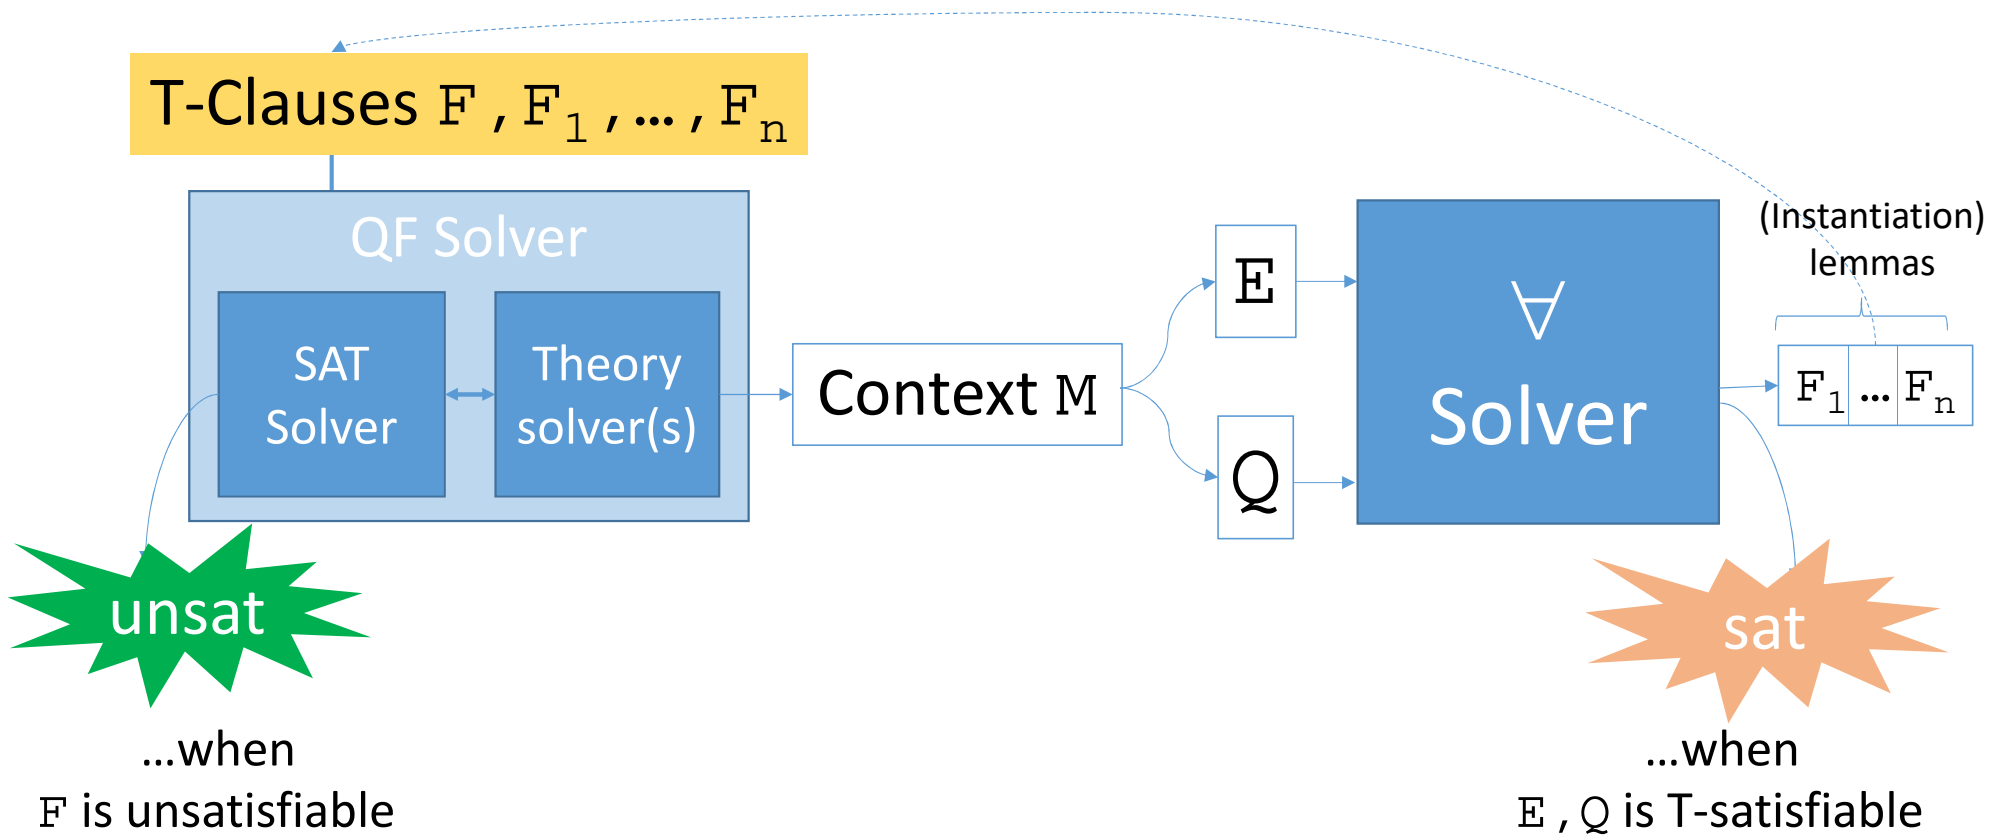 T-Clauses F,F1,…,Fn
QF Solver
SAT
Solver
Theory
solver(s)
Context M
E
Q
∀
Solver
(Instantiation)
lemmas
F1 … Fn
unsat
…when
F is unsatisfiable
sat
…when
E,Q is T-satisfiable